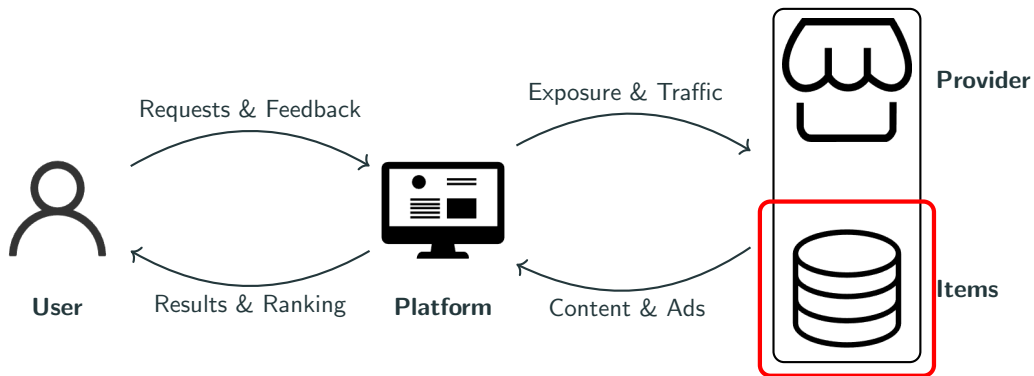 Requests & Feedback
Exposure & Traffic
Provider
User
Results & Ranking
Platform
Content & Ads
Items